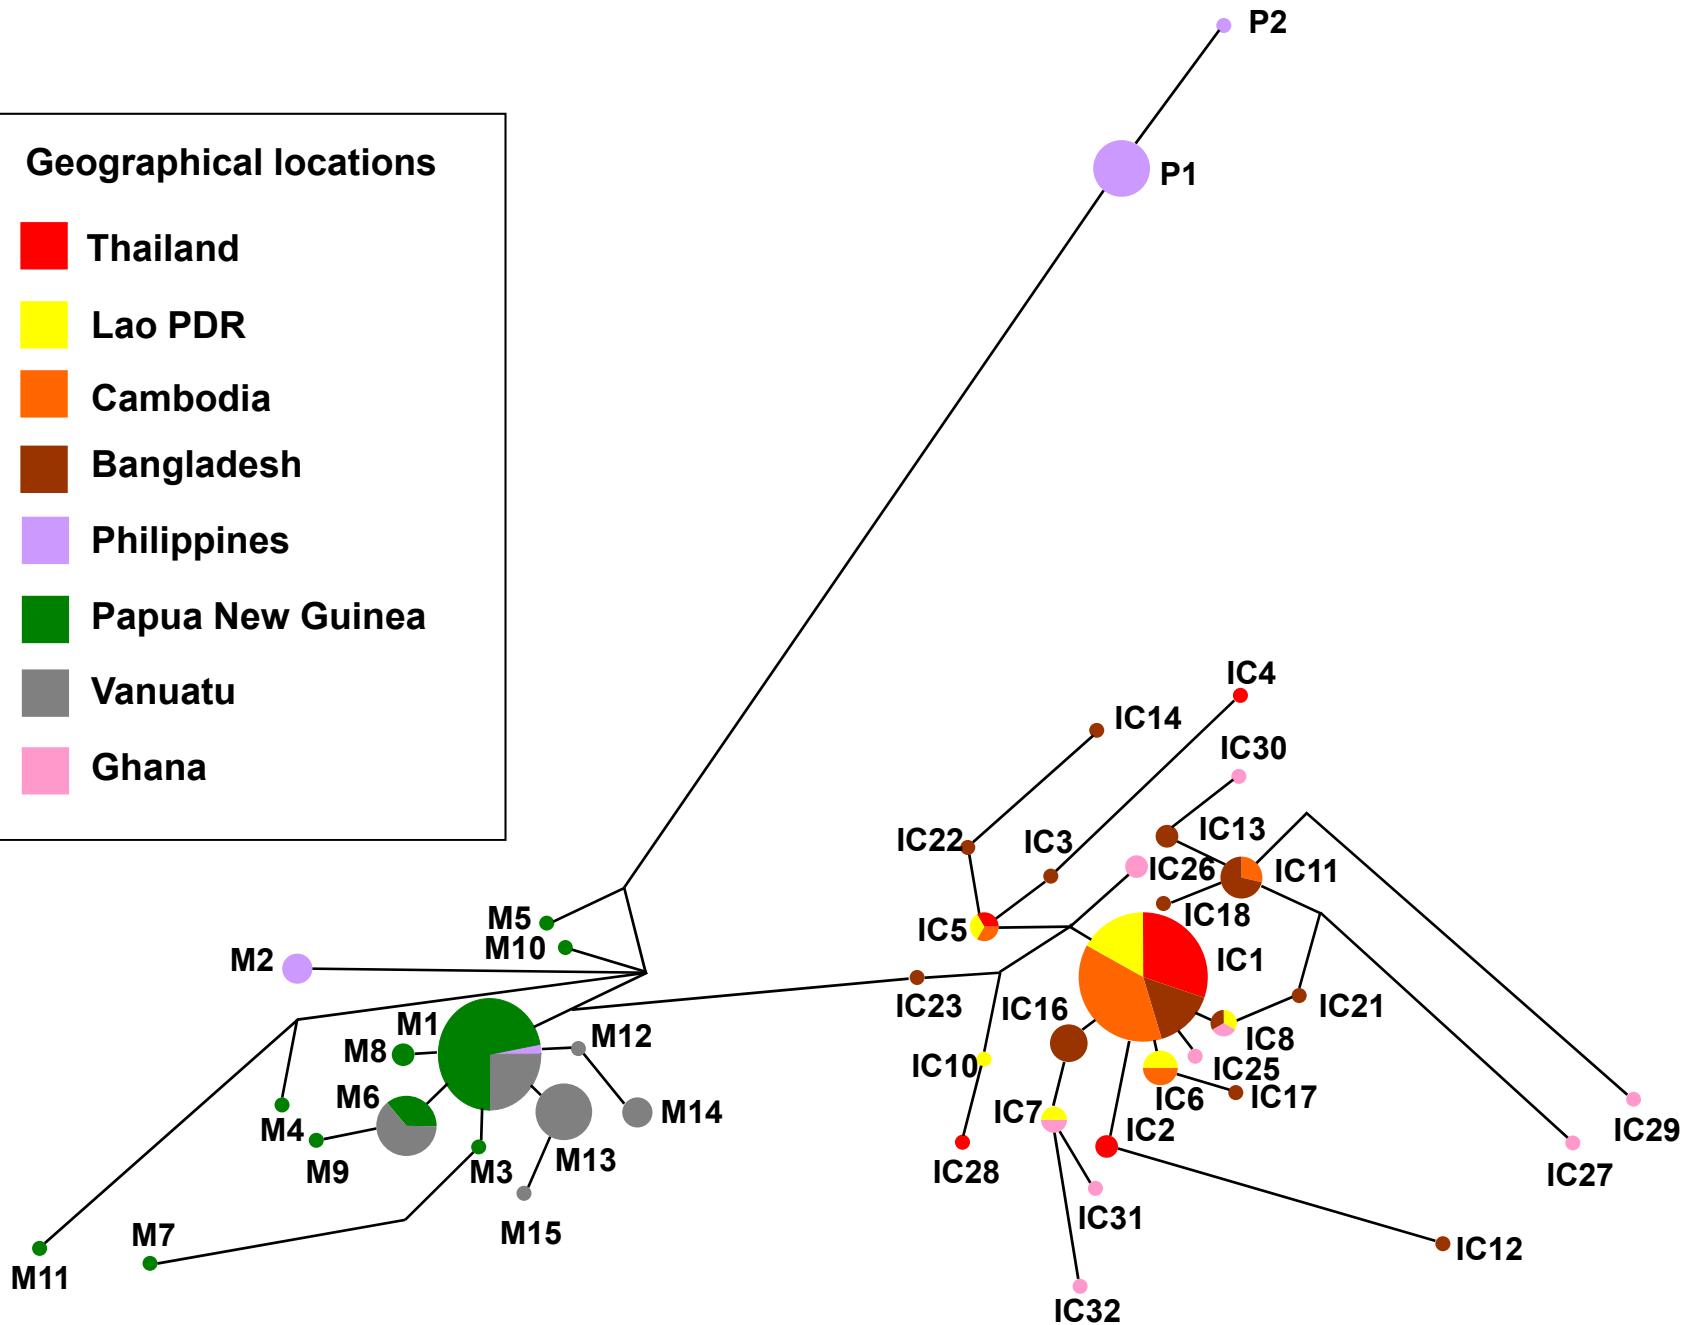 P2
P1
Geographical locations
Thailand
Lao PDR
Cambodia
Bangladesh
Philippines
Papua New Guinea
Vanuatu
Ghana
IC4
IC14
IC30
IC22
IC3
IC13
IC26
IC11
IC18
IC5
M5
M10
M2
IC1
IC23
IC16
IC21
M1
M12
IC8
M8
IC10
IC25
M6
IC6
IC17
M14
IC7
M4
IC2
IC29
M9
M3
M13
IC28
IC27
M15
IC31
M7
IC12
M11
IC32